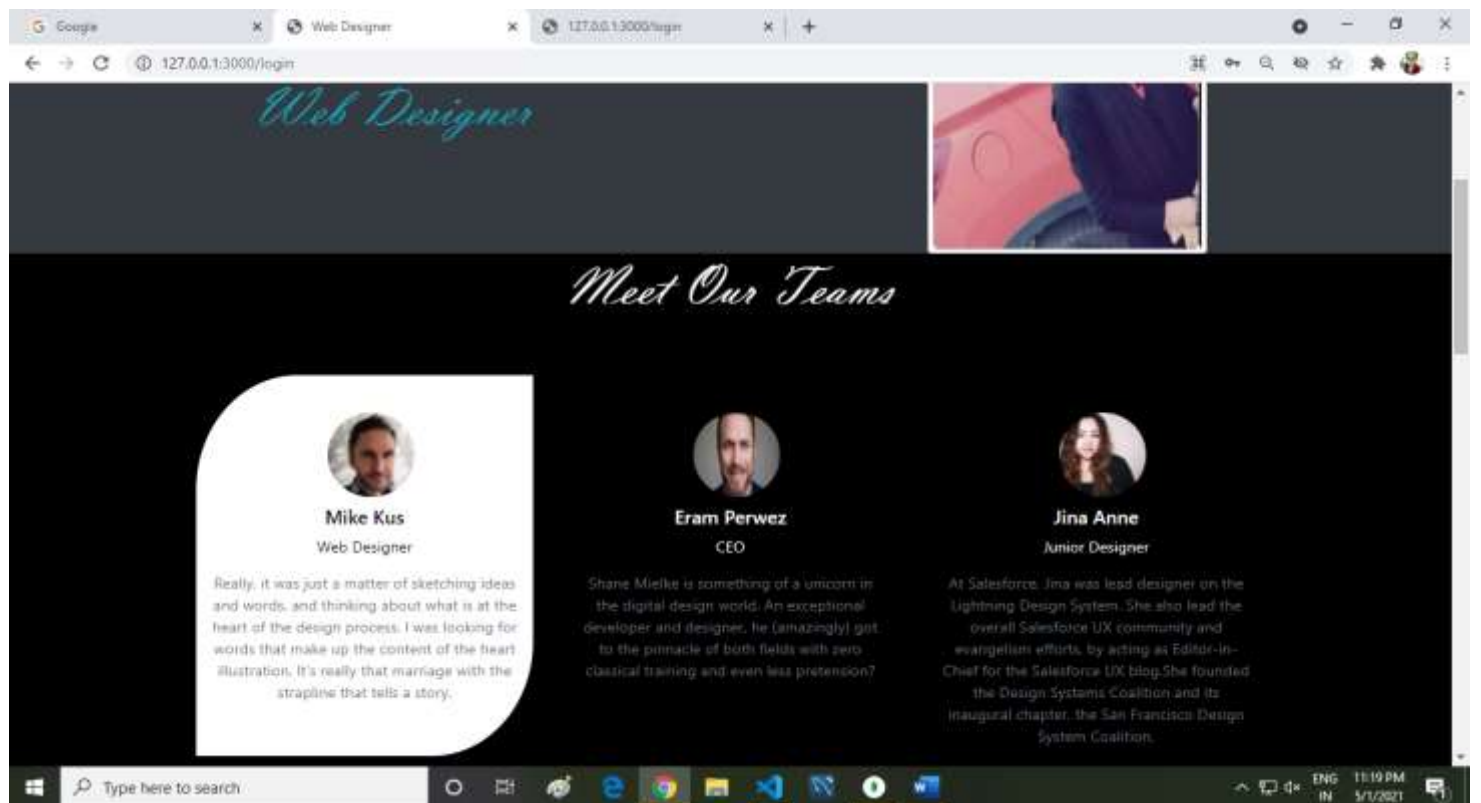 Google
Web Designer
127.0.0.1:3000/login
127.0.0.1:3000/login
Web Designer
Meet Our Teams
Mike Kus
Web Designer
Really, it was just a matter of sketching ideas
and words, and thinking about what is at the
heart of the design process. I was looking for
words that make up the content of the heart
illustration. It's really that marriage with the
strapline that tells a story.
Eram Perwez
CEO
Shane Mielke is something of a unicorn in
the digital design world. An exceptional
developer and designer, he (amazingly) got
to the pinnacle of both fields with zero
classical training and even less pretension?
Jina Anne
Junior Designer
At Salesforce, Jina was lead designer on the
Lightning Design System. She also lead the
overall Salesforce UX community and
evangelism efforts, by acting as Editor-in-
Chief for the Salesforce UX blog.She founded
the Design Systems Coalition and its
inaugural chapter, the San Francisco Design
System Coalition.
Type here to search
ENG
IN
11:19 PM
5/1/2021